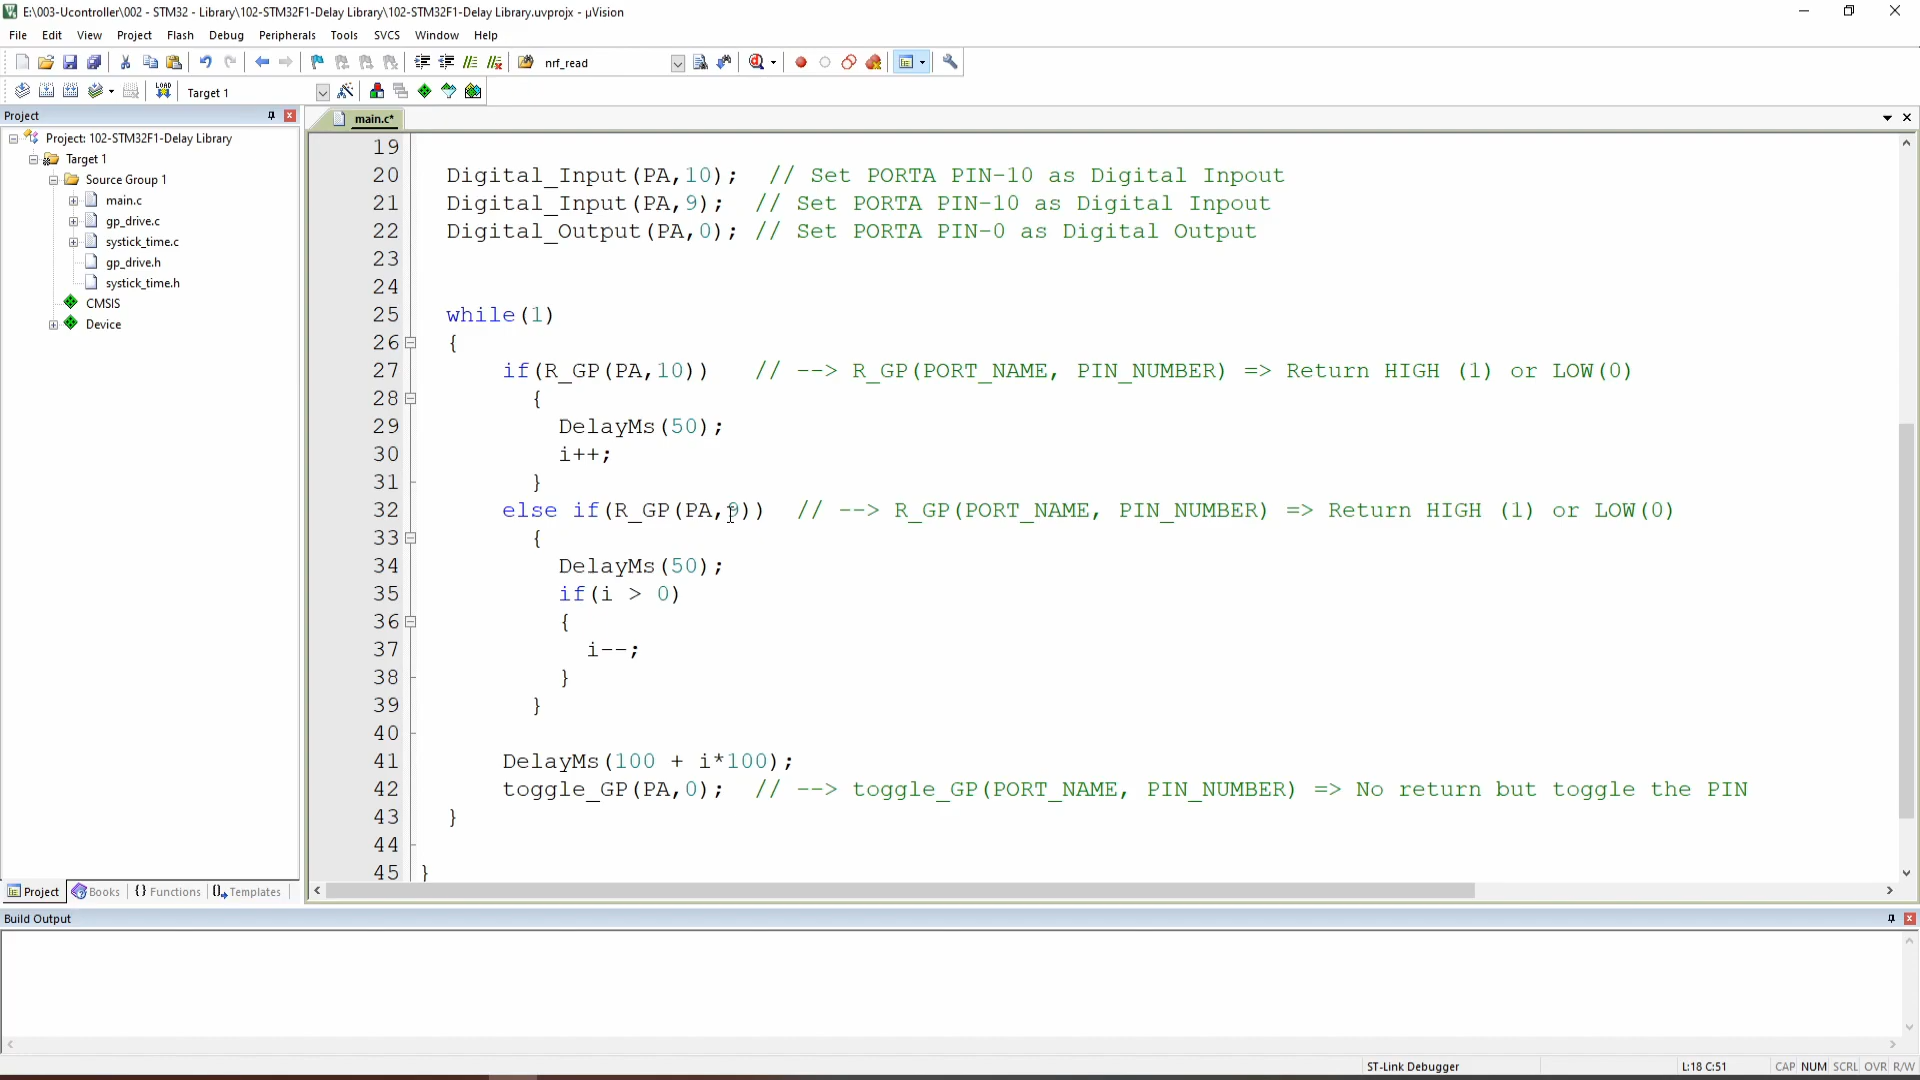 E:\003-Ucontroller\002 - STM32 - Library\102-STM32F1-Delay Library\102-STM32F1-Delay Library.uvprojx - µVision
File Edit View Project Flash Debug Peripherals Tools SVCS Window Help
nrf_read
LOAD Target 1
Project
main.c*
Project: 102-STM32F1-Delay Library
Target 1
Source Group 1
main.c
gp_drive.c
systick_time.c
gp_drive.h
systick_time.h
CMSIS
Device
19
20 Digital_Input(PA,10); // Set PORTA PIN-10 as Digital Inpout
21 Digital_Input(PA,9); // Set PORTA PIN-10 as Digital Inpout
22 Digital_Output(PA,0); // Set PORTA PIN-0 as Digital Output
23
24
25 while(1)
26 {
27 if(R_GP(PA,10)) // --> R_GP(PORT_NAME, PIN_NUMBER) => Return HIGH (1) or LOW(0)
28 {
29 DelayMs(50);
30 i++;
31 }
32 else if(R_GP(PA,9)) // --> R_GP(PORT_NAME, PIN_NUMBER) => Return HIGH (1) or LOW(0)
33 {
34 DelayMs(50);
35 if(i > 0)
36 {
37 i--;
38 }
39 }
40
41 DelayMs(100 + i*100);
42 toggle_GP(PA,0); // --> toggle_GP(PORT_NAME, PIN_NUMBER) => No return but toggle the PIN
43 }
44
45 }
Project Books {} Functions Templates
Build Output
ST-Link Debugger L:18 C:51 CAP NUM SCRL OVR R/W